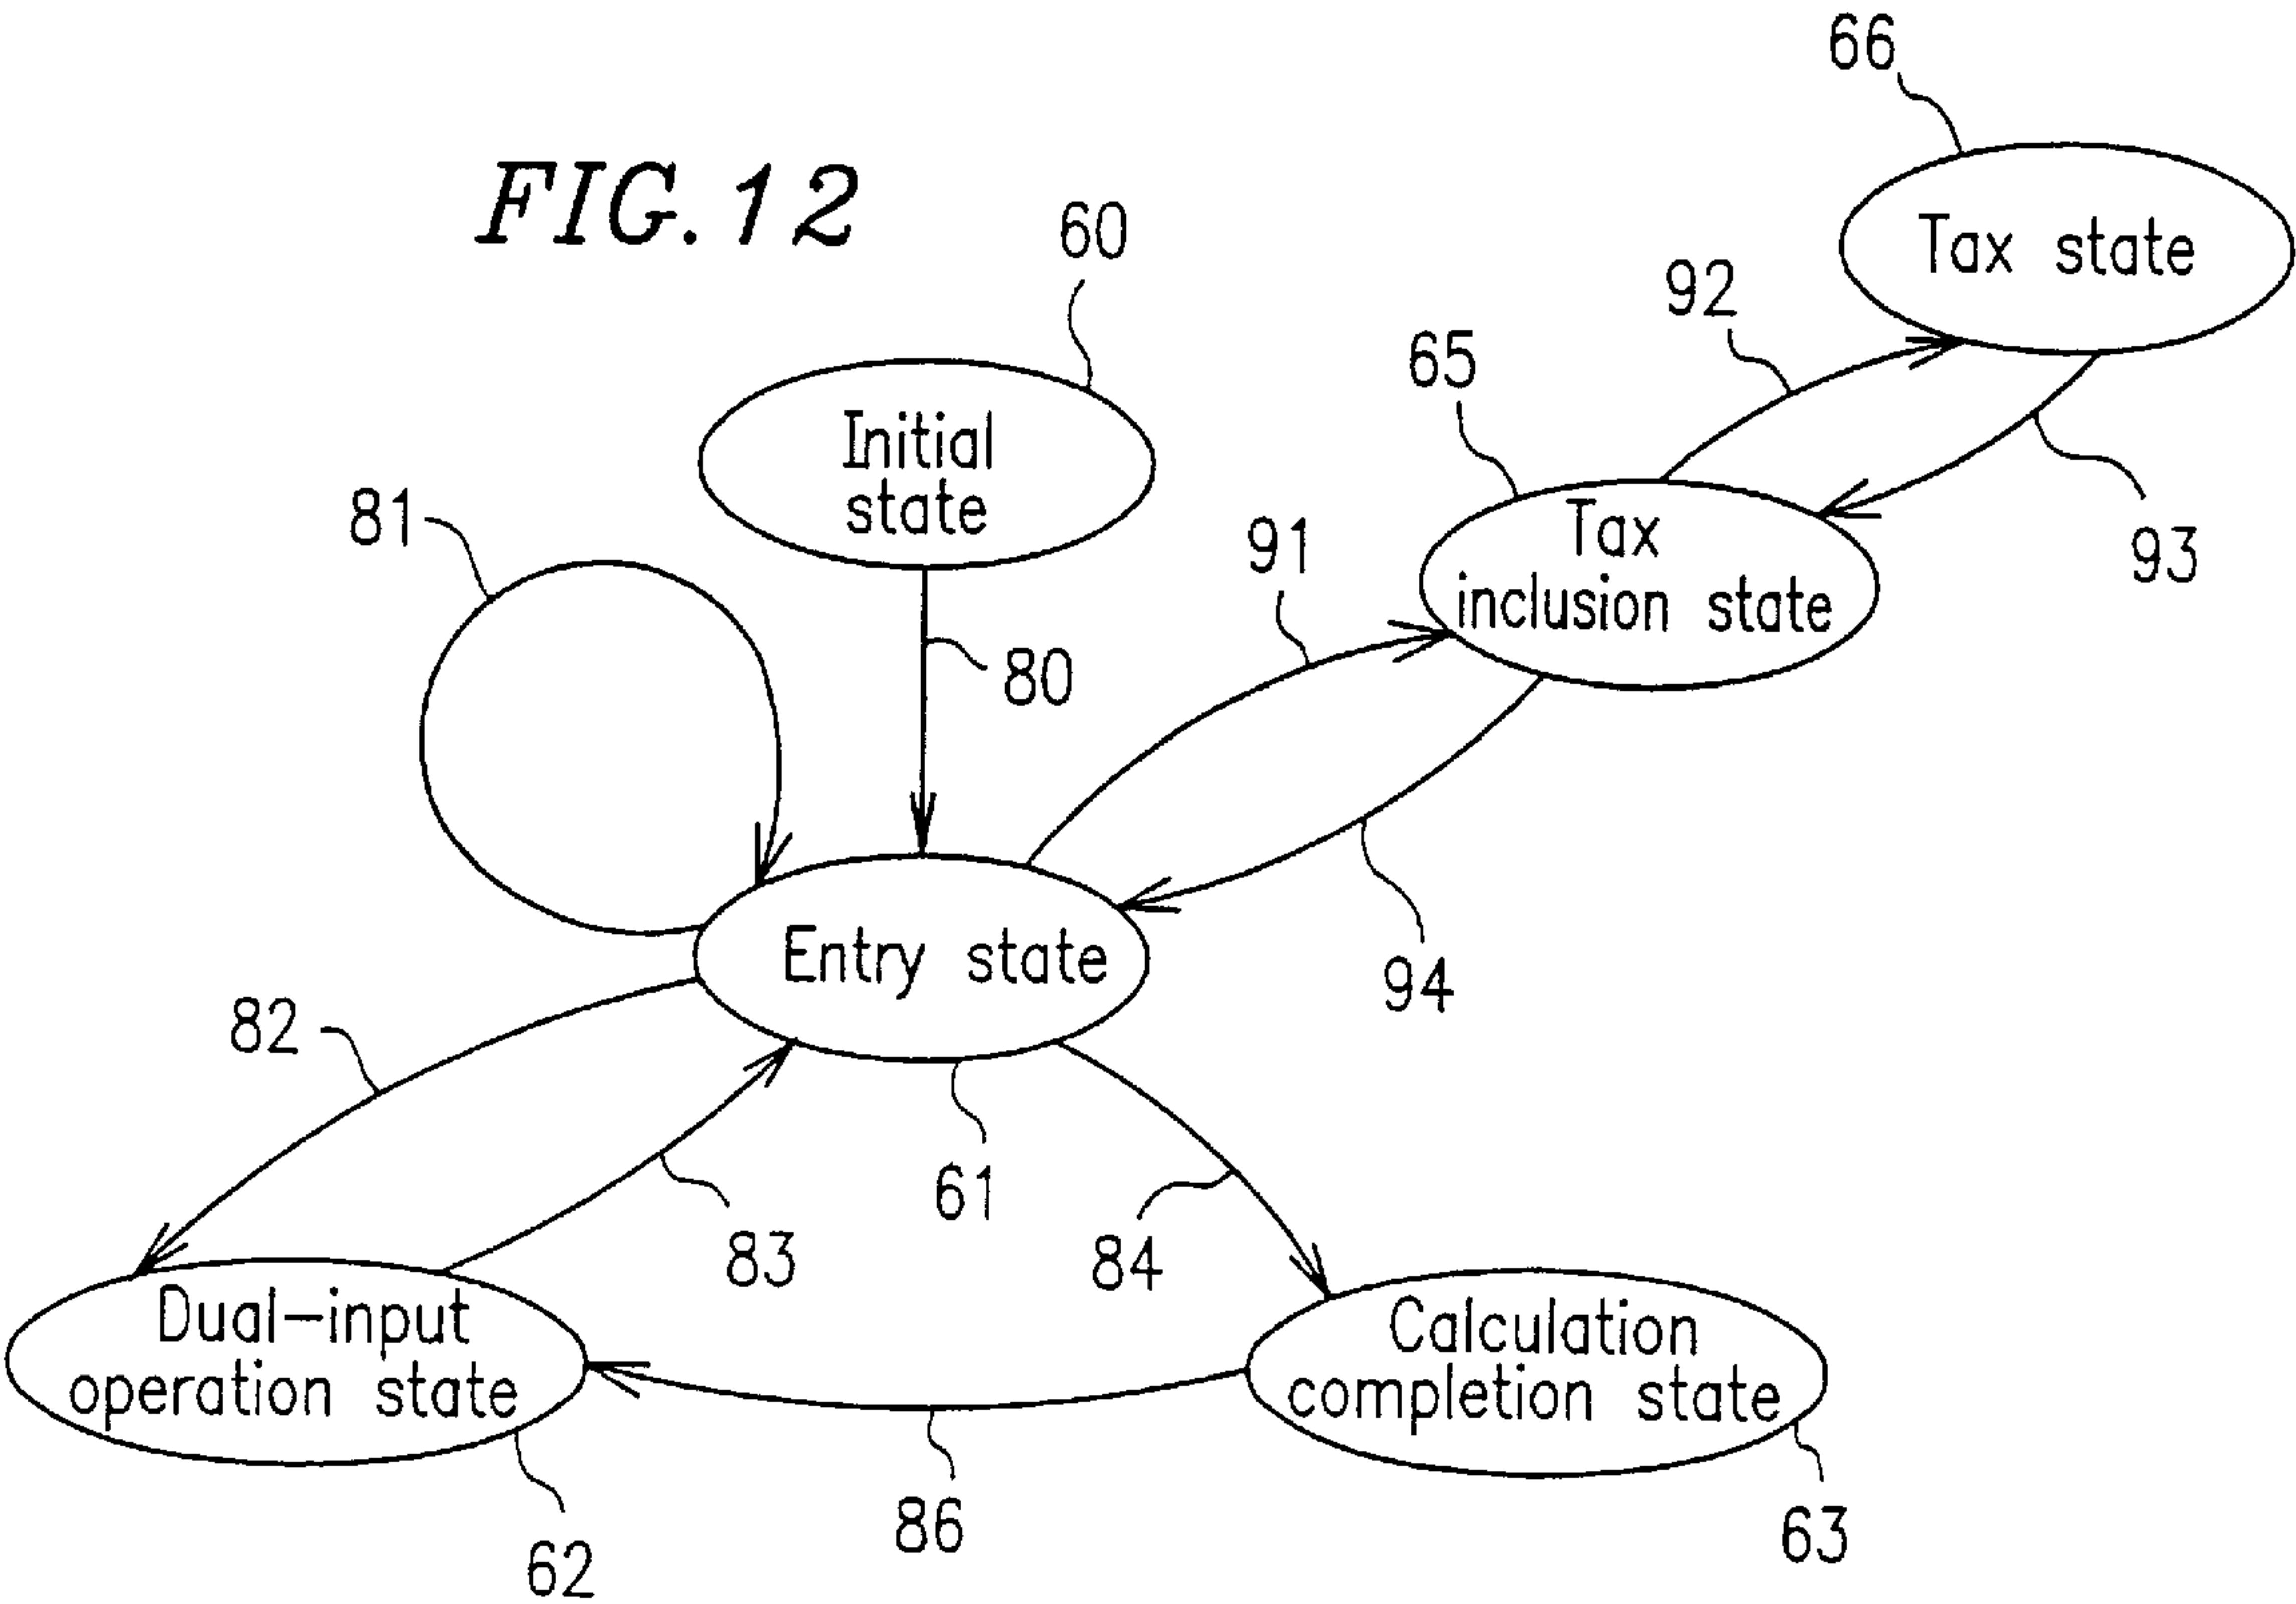 66
FIG.12
60
Tax state
92
65
Initial
state
81
Tax
inclusion state
91
93
80
Entry state
94
82
61
83
84
Dual-input
operation state
Calculation
completion state
86
63
62